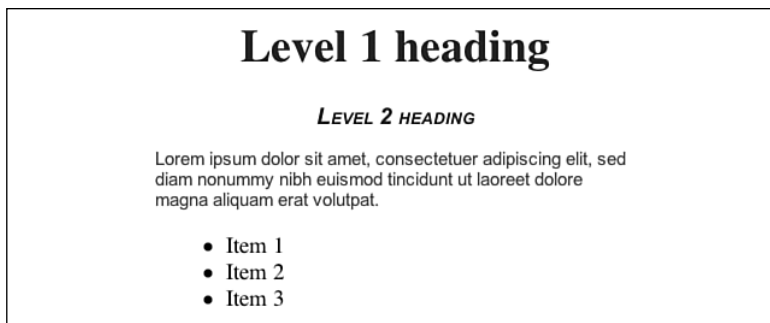 Level 1 heading
Level 2 heading
Lorem ipsum dolor sit amet, consectetuer adipiscing elit, sed
diam nonummy nibh euismod tincidunt ut laoreet dolore
magna aliquam erat volutpat.
• Item 1
• Item 2
• Item 3